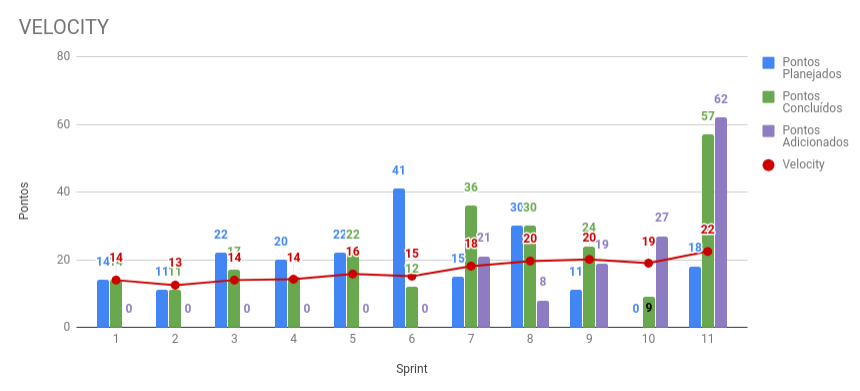 VELOCITY
80
60
40
20
0
Pontos
14 14 0
11 13 11 0
22 17 14 0
20 14 0
22 22 16 0
41 15 12 0
15 36 18 21
30 30 20 8
11 24 20 19
0 9 19 27
18 57 22 62
1 2 3 4 5 6 7 8 9 10 11
Sprint
Pontos
Planejados
Pontos
Concluídos
Pontos
Adicionados
Velocity